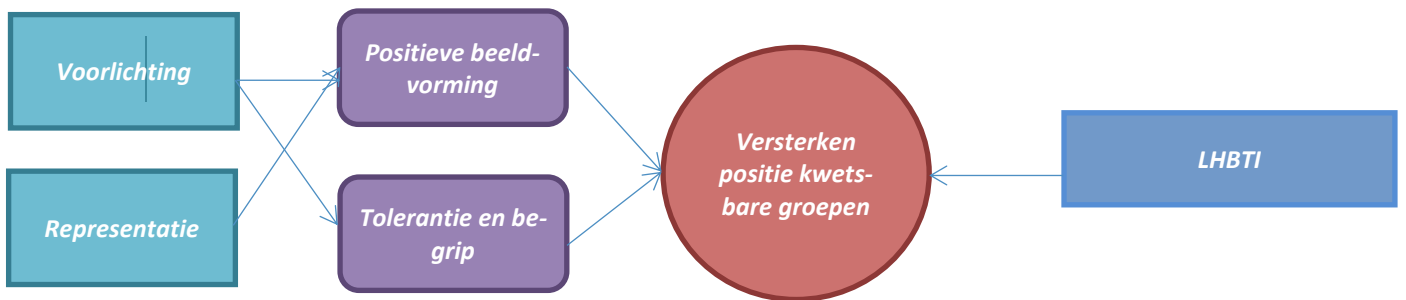 Voorlichting
Representatie
Positieve beeld-
vorming
Tolerantie en be-
grip
Versterken
positie kwets-
bare groepen
LHBTI